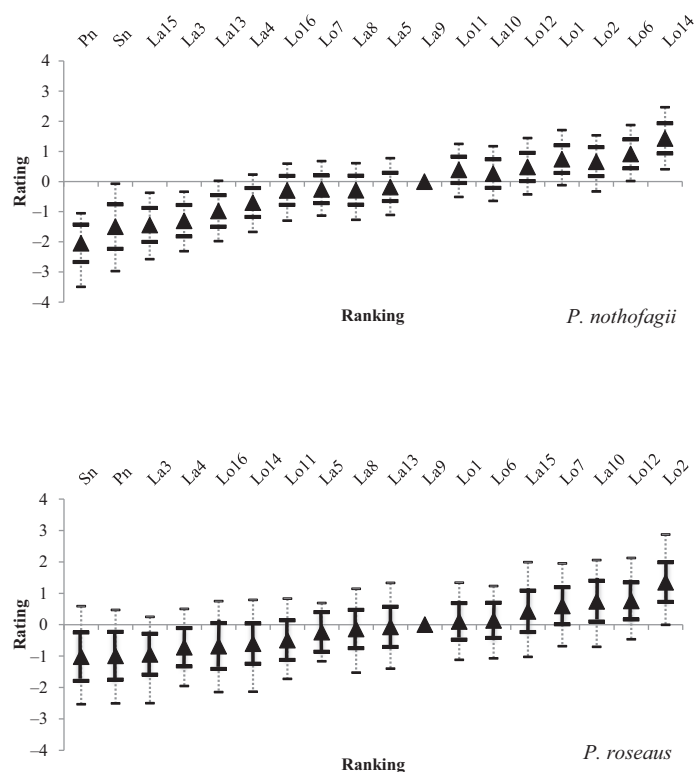 Pn Sn La15 La3 La13 La4 Lo16 Lo7 La8 La5 La9 Lo11 La10 Lo12 Lo1 Lo2 Lo6 Lo14
4
3
2
1
0
–1
–2
–3
–4
Rating
Ranking
P. nothofagii
Sn Pn La3 La4 Lo16 Lo14 Lo11 La5 La8 La13 La9 Lo1 Lo6 La15 Lo7 La10 Lo12 Lo2
4
3
2
1
0
–1
–2
–3
–4
Rating
Ranking
P. roseaus